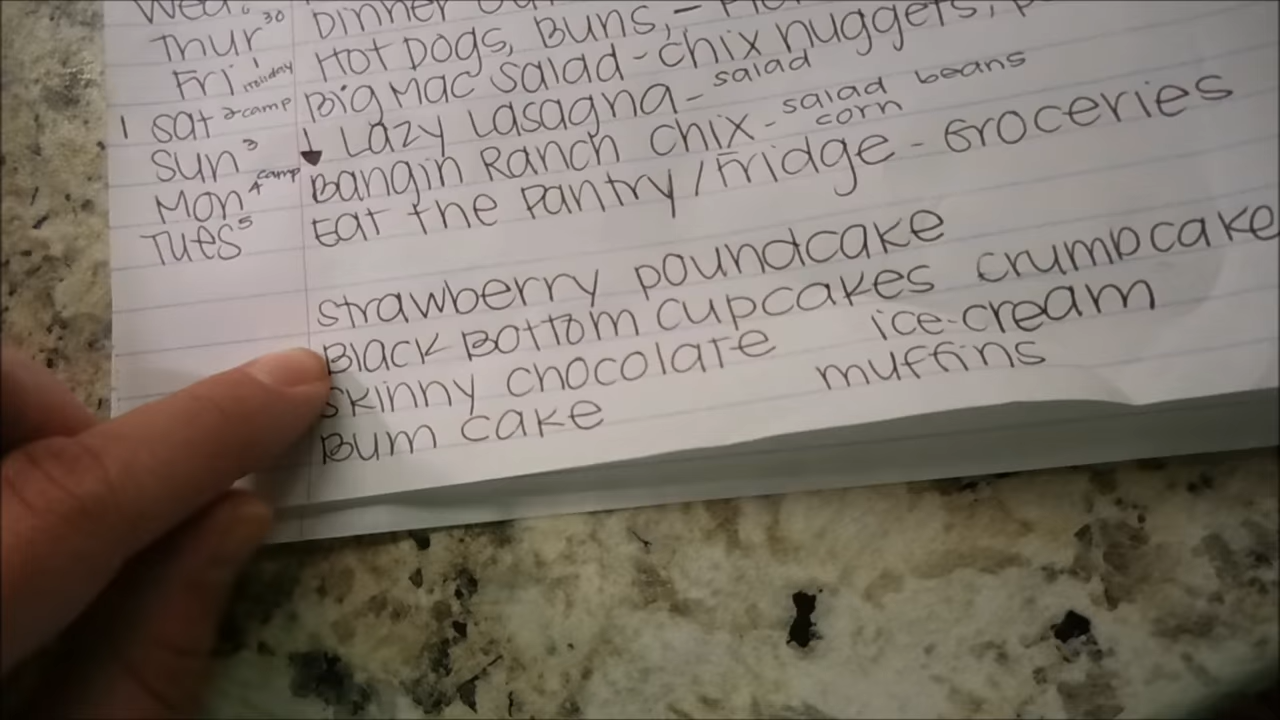 Thur 30 Dinner
Fri 1 Hot Dogs, Buns, -
1 Sat 2 camp Big Mac Salad - chix nuggets,
Sun 3 Lazy Lasagna - salad
Mon 4 camp Bangin Ranch Chix - salad beans corn
Tues 5 Eat the Pantry / Fridge - Groceries
Strawberry poundcake
Black Bottom Cupcakes crumbcake
Skinny chocolate ice-cream
Bum cake muffins